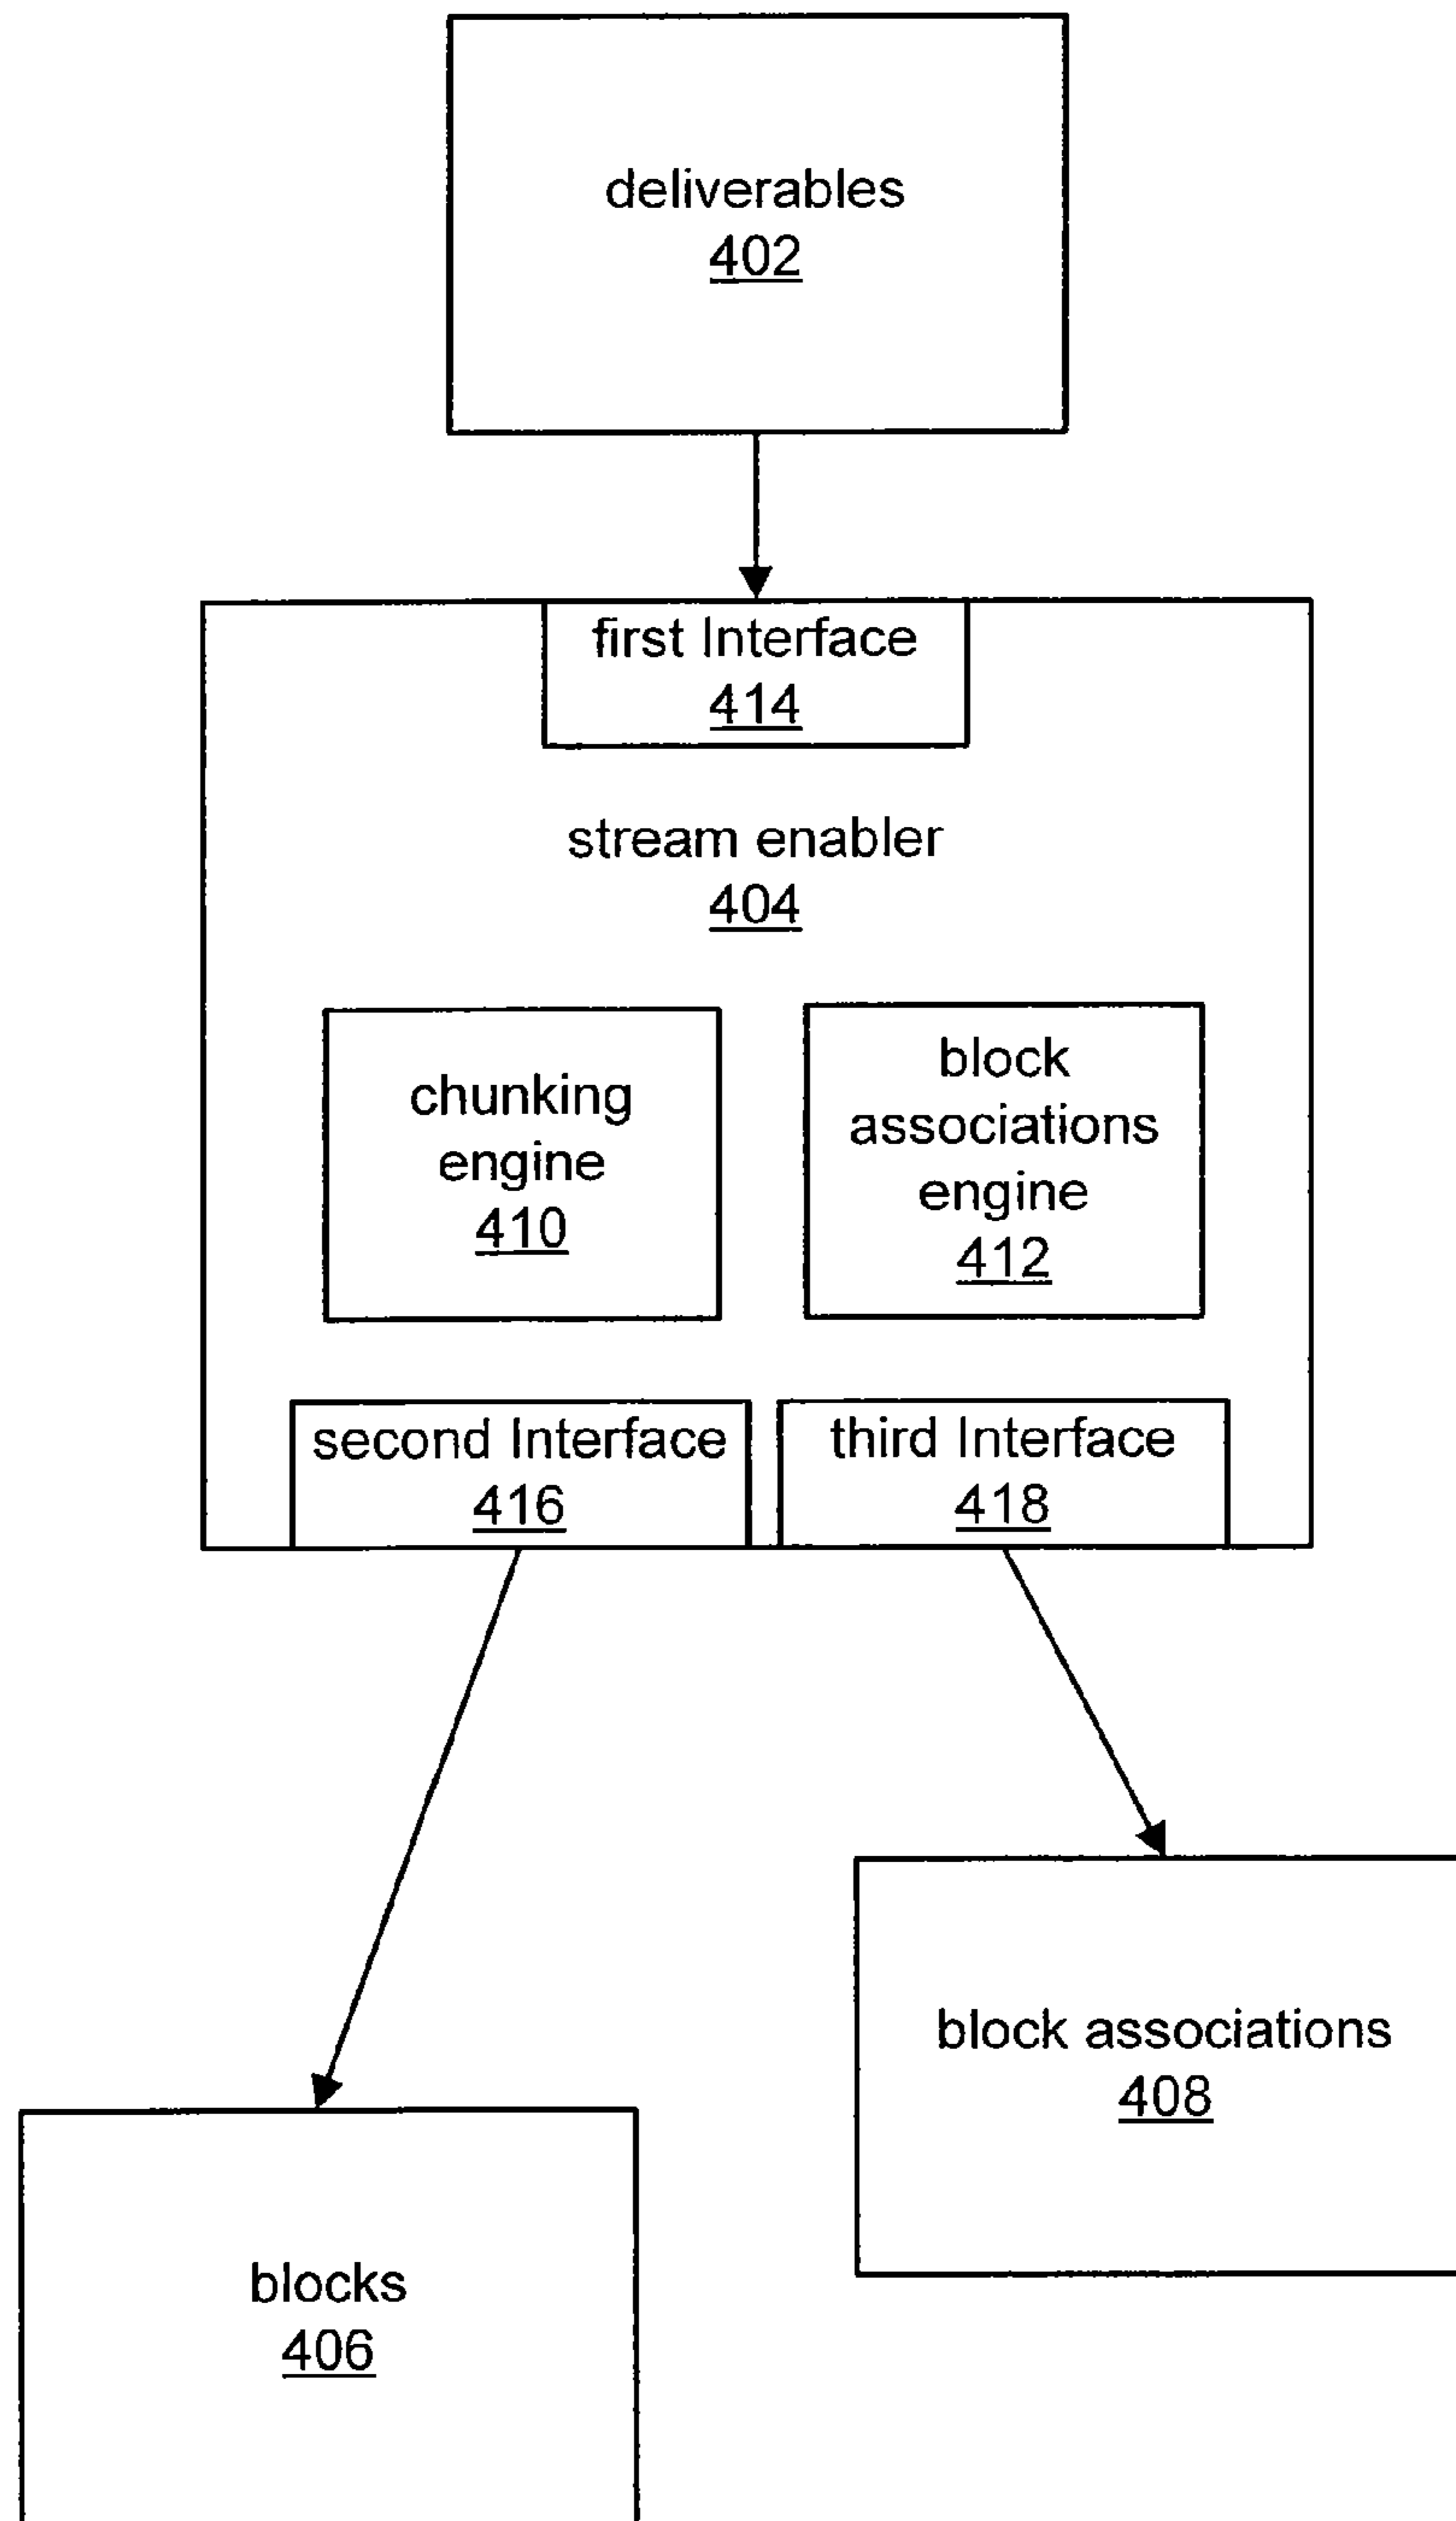 deliverables
402
first Interface
414
stream enabler
404
chunking
engine
410
block
associations
engine
412
second Interface
416
third Interface
418
block associations
408
blocks
406